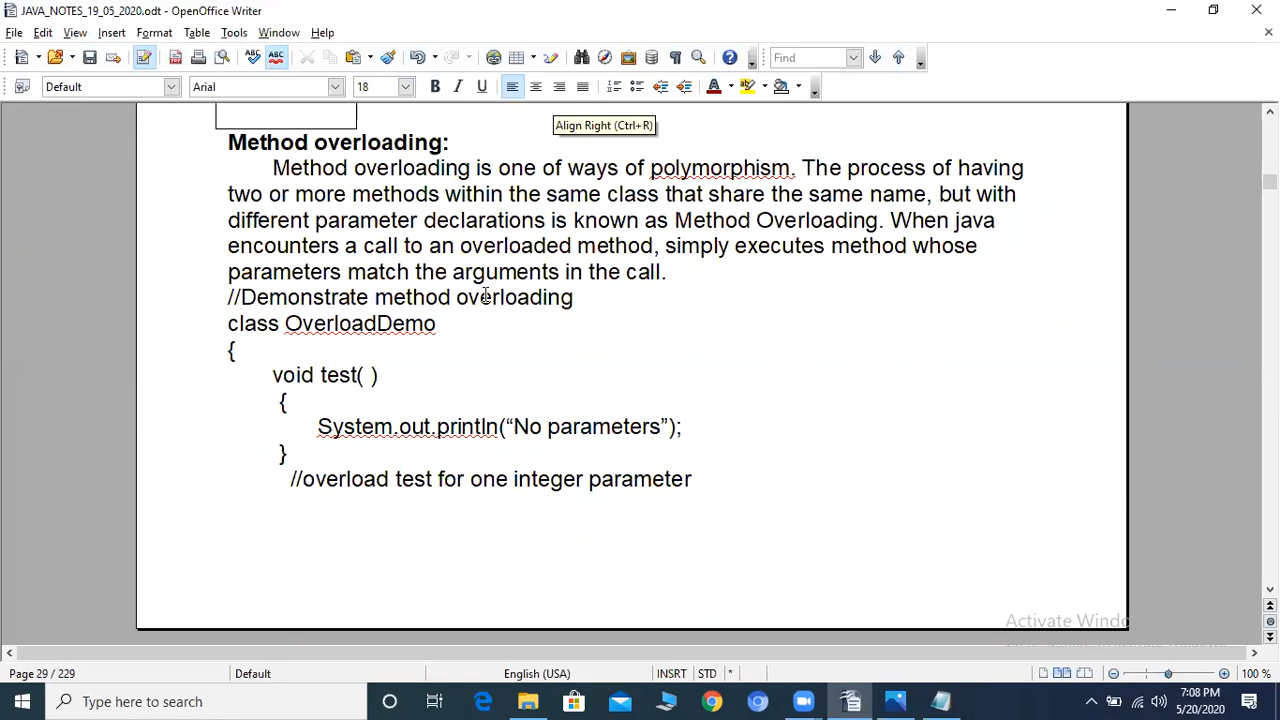 JAVA_NOTES_19_05_2020.odt - OpenOffice Writer
File Edit View Insert Format Table Tools Window Help
Find
Default Arial 18
Align Right (Ctrl+R)
Method overloading:
Method overloading is one of ways of polymorphism. The process of having
two or more methods within the same class that share the same name, but with
different parameter declarations is known as Method Overloading. When java
encounters a call to an overloaded method, simply executes method whose
parameters match the arguments in the call.
//Demonstrate method overloading
class OverloadDemo
{
void test( )
{
System.out.println(“No parameters”);
}
//overload test for one integer parameter
Activate Windo
Page 29 / 229 Default English (USA) INSRT STD * 100 %
Type here to search
7:08 PM
5/20/2020